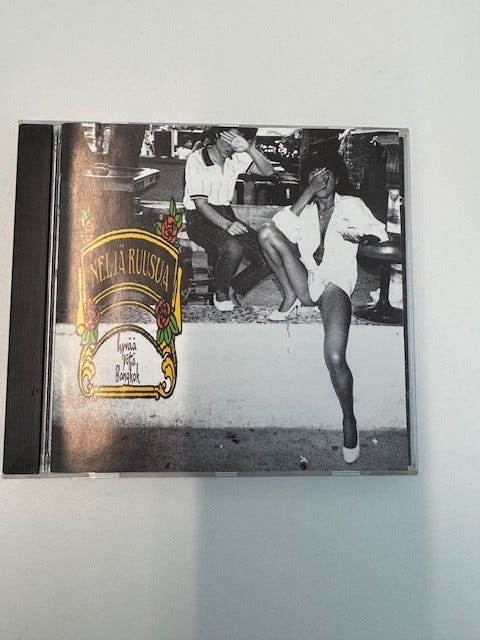 NELJÄ RUUSUA
hyvää
yötä
Bangkok